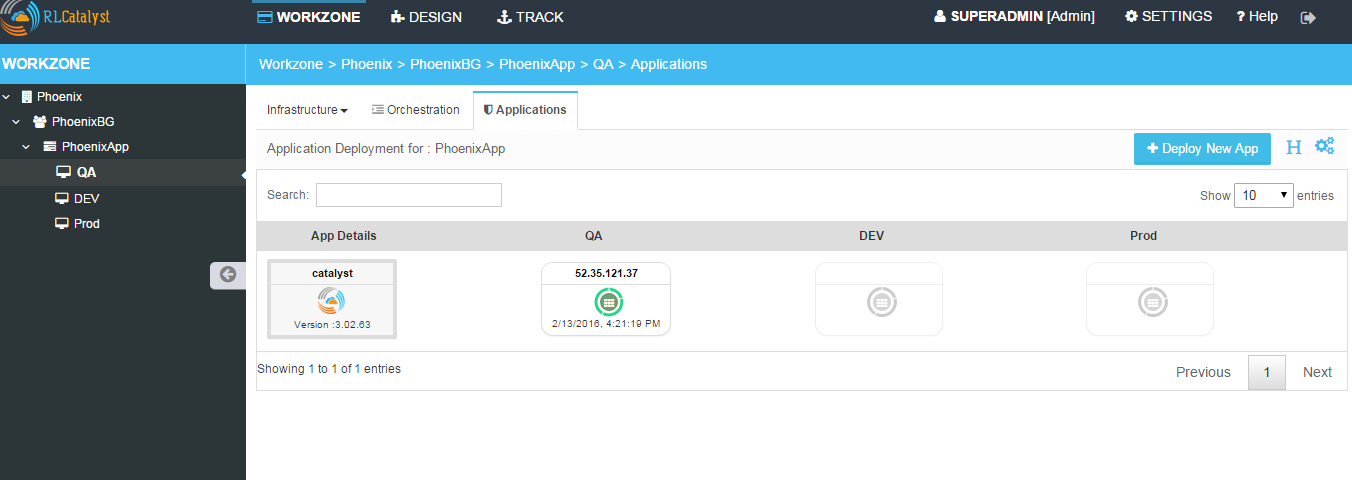 RLCatalyst
WORKZONE DESIGN TRACK SUPERADMIN [Admin] SETTINGS ? Help
WORKZONE
Workzone > Phoenix > PhoenixBG > PhoenixApp > QA > Applications
Phoenix
PhoenixBG
PhoenixApp
QA
DEV
Prod
Infrastructure Orchestration Applications
Application Deployment for : PhoenixApp
+ Deploy New App H
Search: Show 10 entries
App Details QA DEV Prod
catalyst
Version :3.02.63
52.35.121.37
2/13/2016, 4:21:19 PM
Showing 1 to 1 of 1 entries
Previous 1 Next